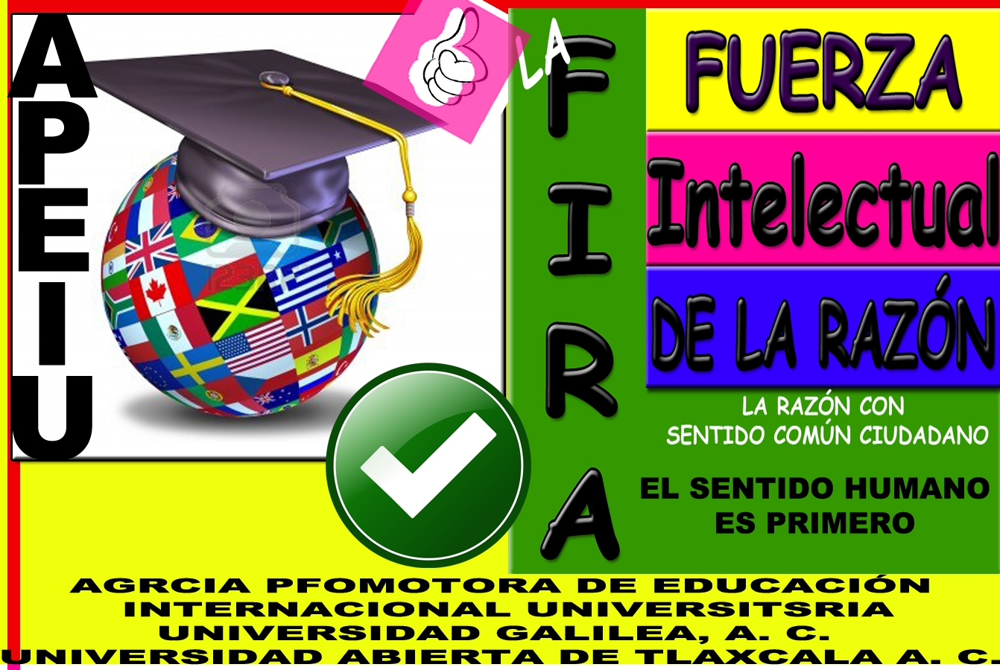 APEIU
LA
FIRA
FUERZA
Intelectual
DE LA RAZÓN
LA RAZÓN CON
SENTIDO COMÚN CIUDADANO
EL SENTIDO HUMANO
ES PRIMERO
AGRCIA PFOMOTORA DE EDUCACIÓN
INTERNACIONAL UNIVERSITSRIA
UNIVERSIDAD GALILEA, A. C.
UNIVERSIDAD ABIERTA DE TLAXCALA A. C.